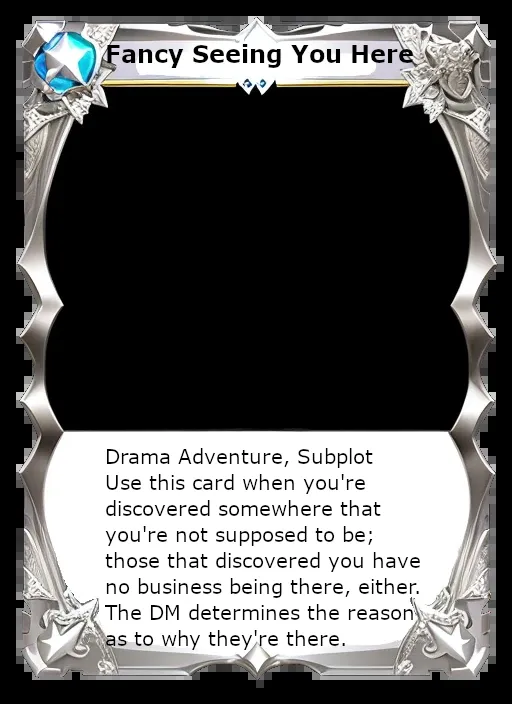 Fancy Seeing You Here
Drama Adventure, Subplot
Use this card when you're
discovered somewhere that
you're not supposed to be;
those that discovered you have
no business being there, either.
The DM determines the reason
as to why they're there.